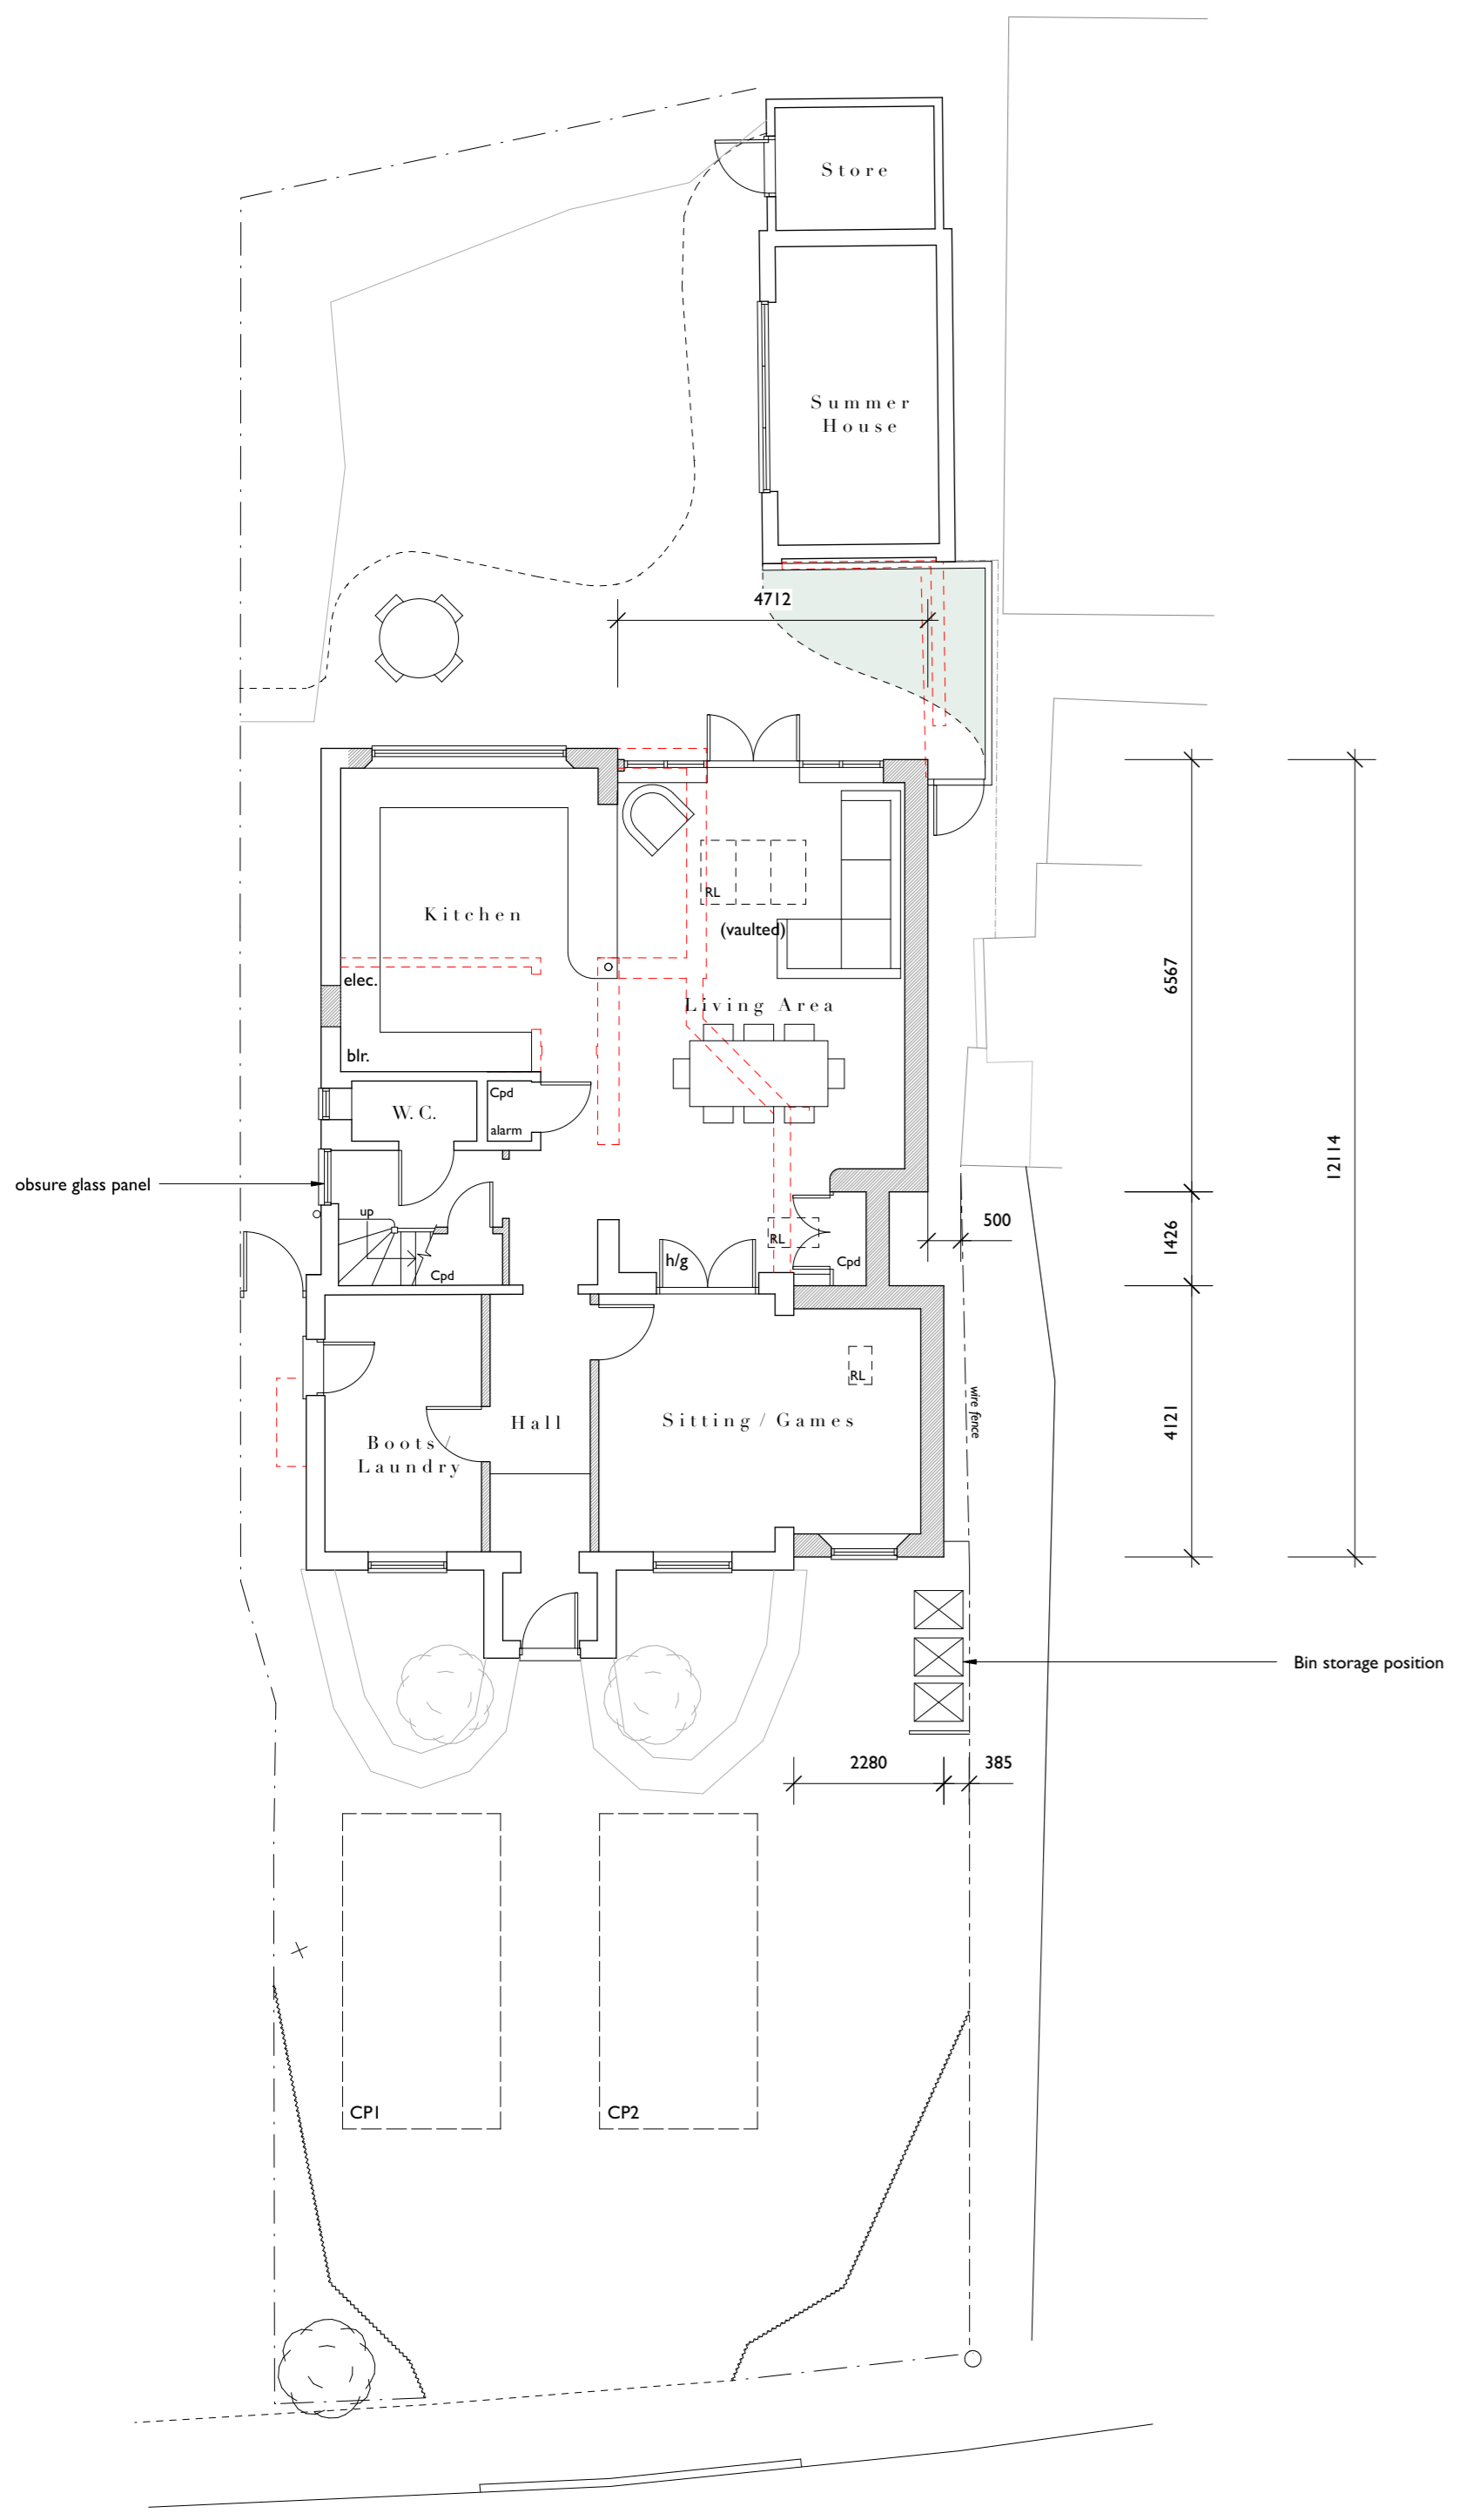 Store
Summer
House
4712
Kitchen
RL
(vaulted)
elec.
Living Area
6567
blr.
Cpd
W.C.
alarm
12114
obsure glass panel
up
500
RL
1426
h/g
Cpd
Cpd
RL
wire fence
Hall
Sitting / Games
4121
Boots /
Laundry
Bin storage position
2280
385
CP1
CP2